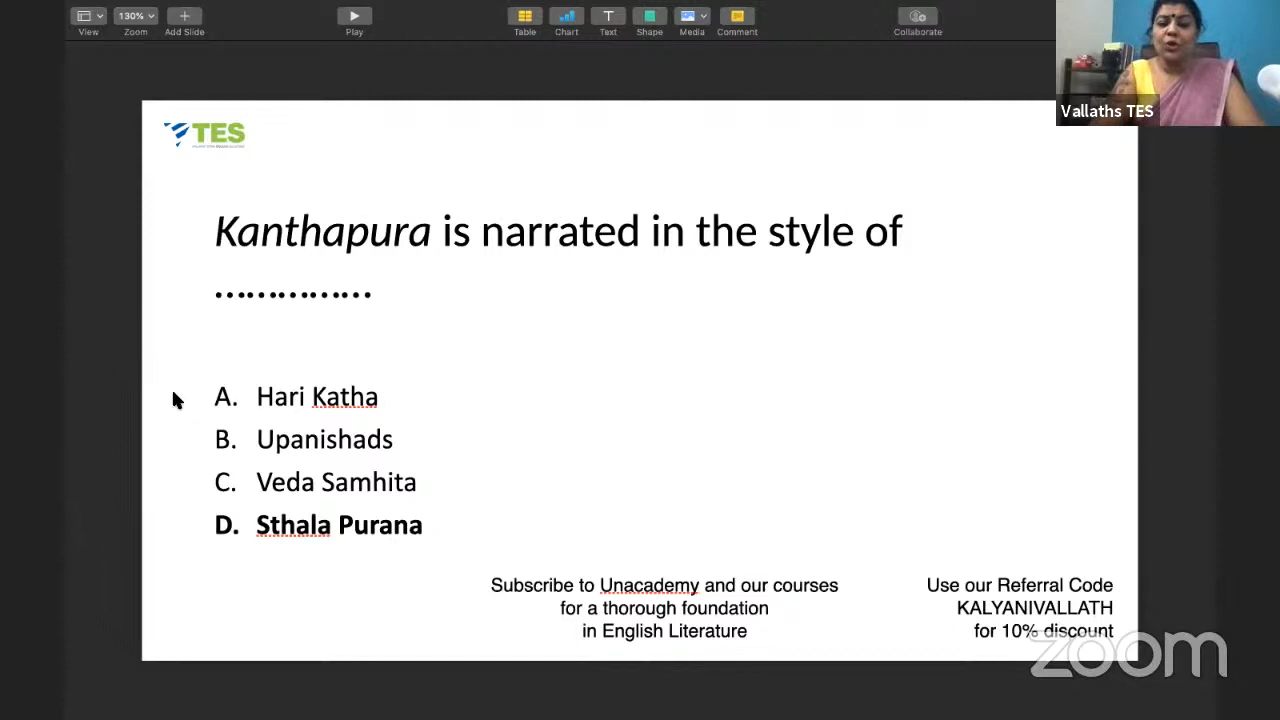 View
130%
Zoom
Add Slide
Play
Table
Chart
Text
Shape
Media
Comment
Collaborate
Vallaths TES
TES
Kanthapura is narrated in the style of
……………
A. Hari Katha
B. Upanishads
C. Veda Samhita
D. Sthala Purana
Subscribe to Unacademy and our courses
for a thorough foundation
in English Literature
Use our Referral Code
KALYANIVALLATH
for 10% discount
zoom